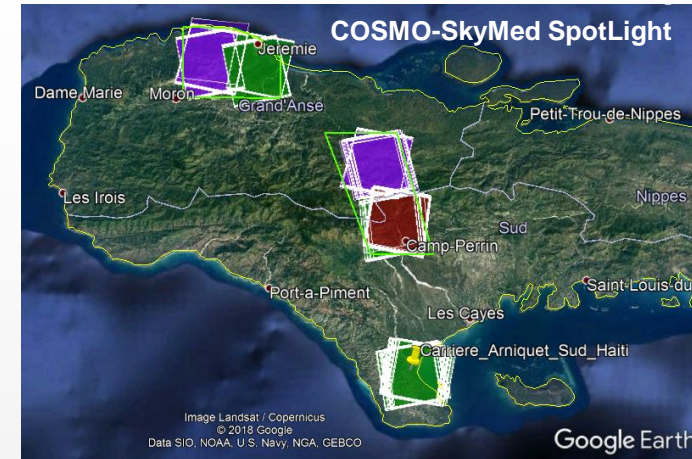 COSMO-SkyMed SpotLight
Jeremie
Dame Marie
Moron
Grand'Anse
Petit-Trou-de-Nippes
Les Irois
Nippes
Sud
Camp-Perrin
Port-a-Piment
Saint-Louis-du
Les Cayes
Carriere_Arniquet_Sud_Haiti
Image Landsat / Copernicus
© 2018 Google
Data SIO, NOAA, U.S. Navy, NGA, GEBCO
Google Earth